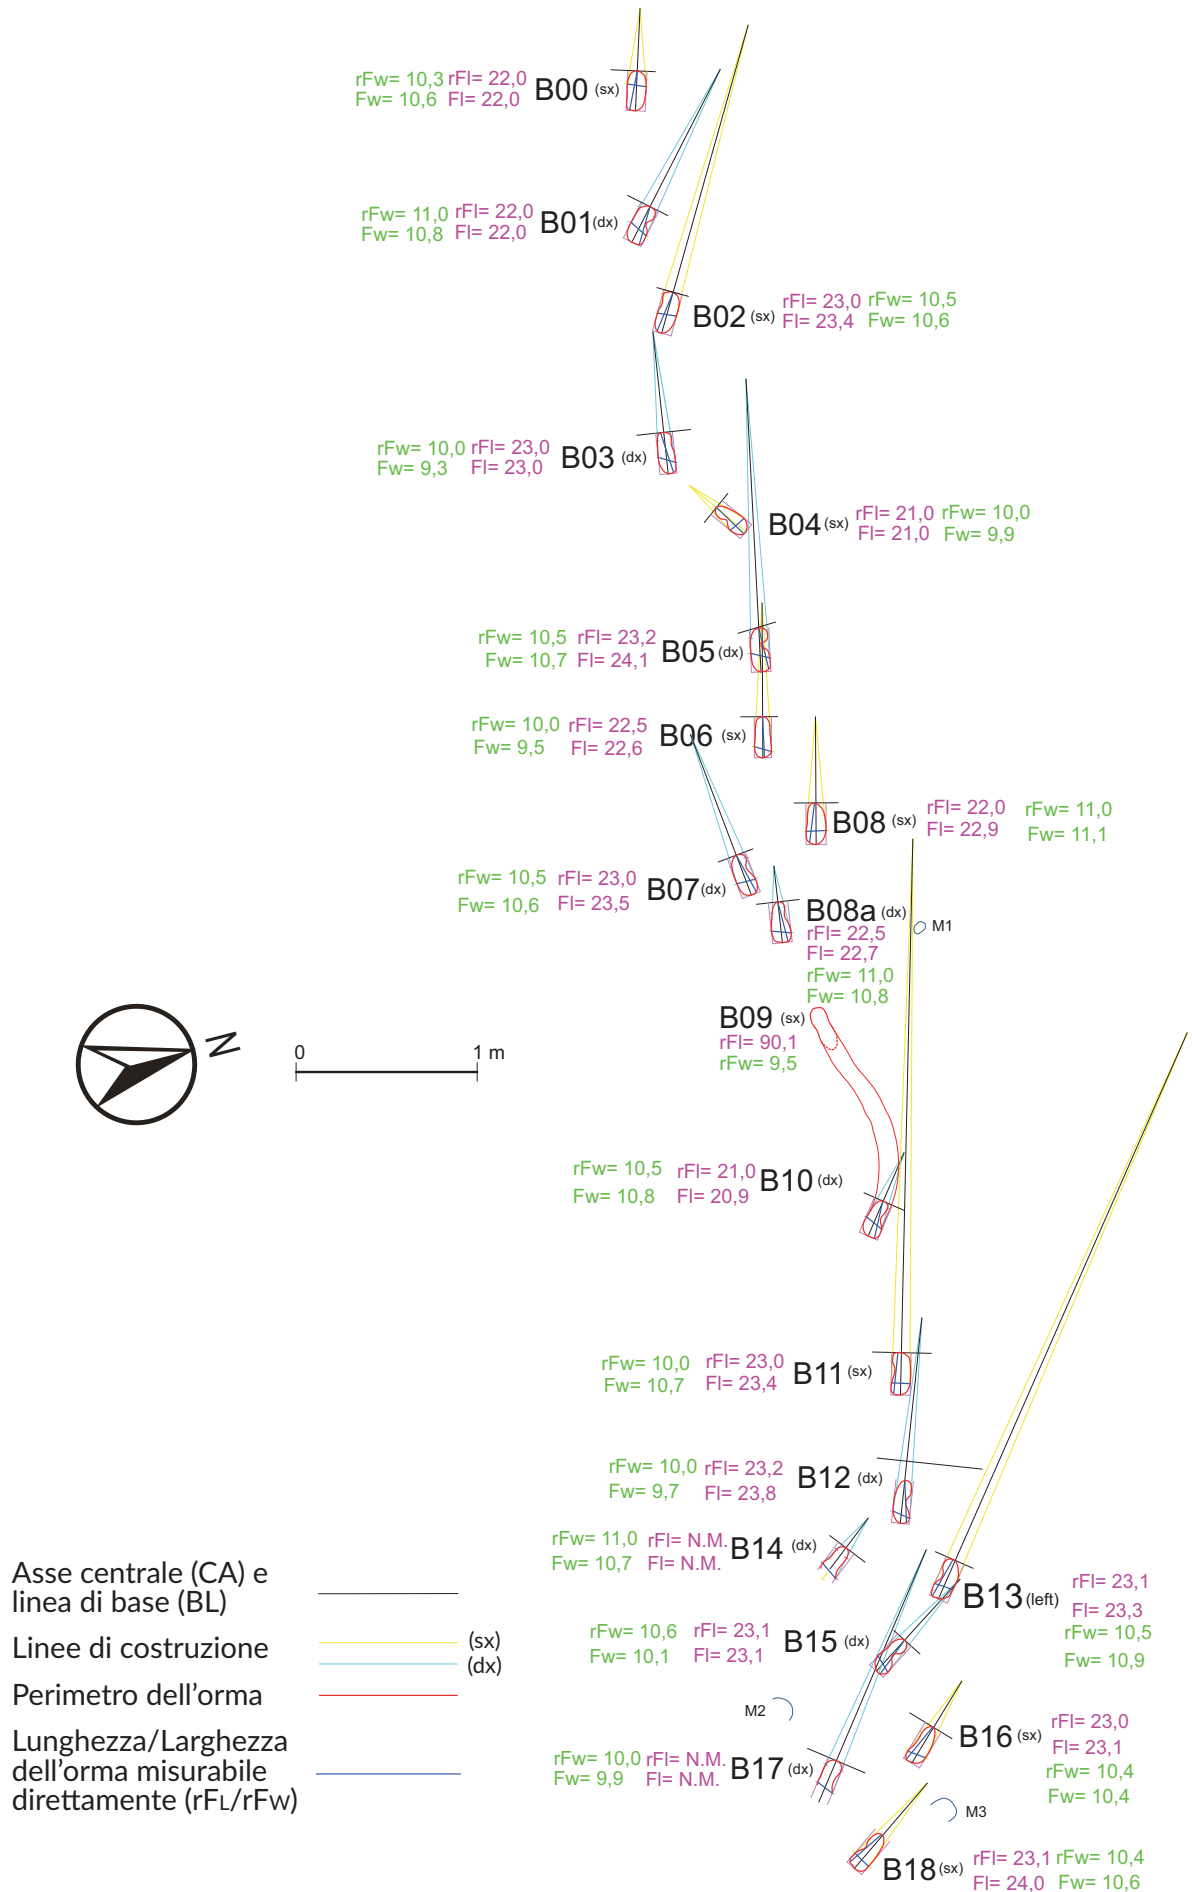 rFw= 10,3 rFl= 22,0 B00 (sx)
Fw= 10,6 Fl= 22,0
rFw= 11,0 rFl= 22,0 B01 (dx)
Fw= 10,8 Fl= 22,0
B02 (sx) rFl= 23,0 rFw= 10,5
Fl= 23,4 Fw= 10,6
rFw= 10,0 rFl= 23,0 B03 (dx)
Fw= 9,3 Fl= 23,0
B04 (sx) rFl= 21,0 rFw= 10,0
Fl= 21,0 Fw= 9,9
rFw= 10,5 rFl= 23,2 B05 (dx)
Fw= 10,7 Fl= 24,1
rFw= 10,0 rFl= 22,5 B06 (sx)
Fw= 9,5 Fl= 22,6
B08 (sx) rFl= 22,0 rFw= 11,0
Fl= 22,9 Fw= 11,1
rFw= 10,5 rFl= 23,0 B07 (dx)
Fw= 10,6 Fl= 23,5
B08a (dx) M1
rFl= 22,5
Fl= 22,7
rFw= 11,0
Fw= 10,8
B09 (sx)
rFl= 90,1
rFw= 9,5
N
0 1 m
rFw= 10,5 rFl= 21,0 B10 (dx)
Fw= 10,8 Fl= 20,9
rFw= 10,0 rFl= 23,0 B11 (sx)
Fw= 10,7 Fl= 23,4
rFw= 10,0 rFl= 23,2 B12 (dx)
Fw= 9,7 Fl= 23,8
rFw= 11,0 rFl= N.M. B14 (dx)
Fw= 10,7 Fl= N.M.
B13 (left) rFl= 23,1
Fl= 23,3
rFw= 10,5
Fw= 10,9
rFw= 10,6 rFl= 23,1 B15 (dx)
Fw= 10,1 Fl= 23,1
M2
B16 (sx) rFl= 23,0
Fl= 23,1
rFw= 10,4
Fw= 10,4
rFw= 10,0 rFl= N.M. B17 (dx)
Fw= 9,9 Fl= N.M.
M3
B18 (sx) rFl= 23,1 rFw= 10,4
Fl= 24,0 Fw= 10,6
Asse centrale (CA) e
linea di base (BL)
Linee di costruzione (sx)
(dx)
Perimetro dell'orma
Lunghezza/Larghezza
dell'orma misurabile
direttamente (rFL/rFw)